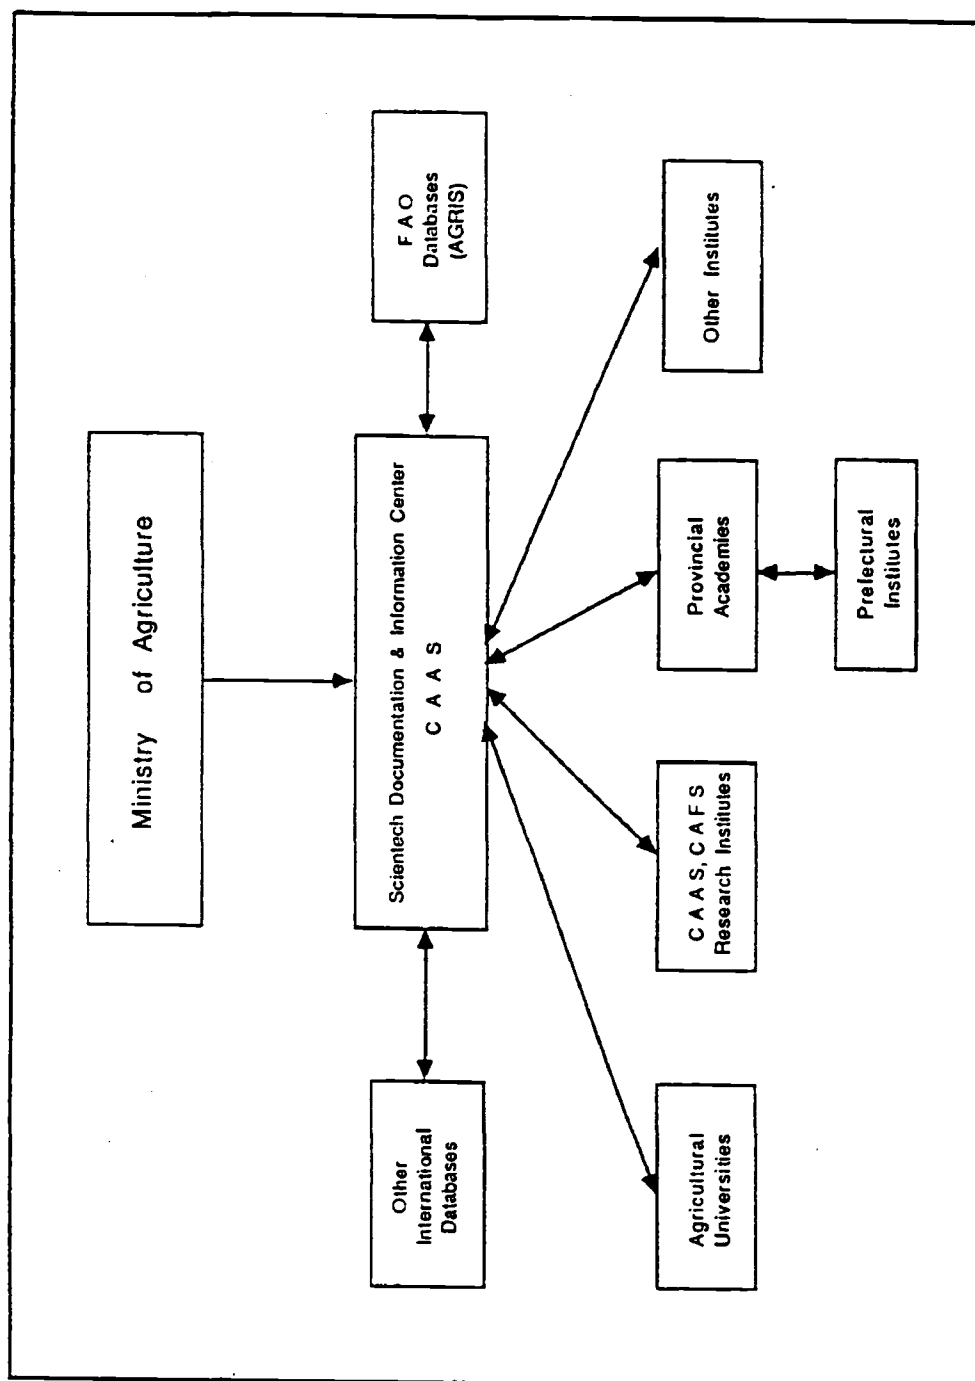 Ministry of Agriculture
Scientech Documentation & Information Center
C A A S
Other
International
Databases
F A O
Databases
(AGRIS)
Agricultural
Universities
C A A S, C A F S
Research Institutes
Provincial
Academies
Other Institutes
Prefectural
Institutes